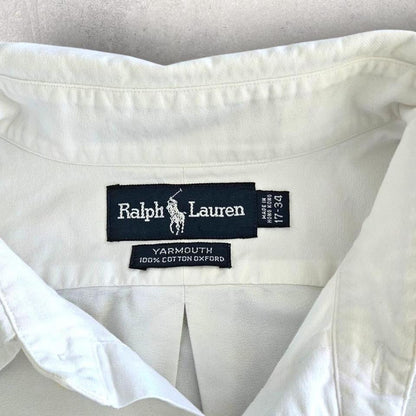 Ralph Lauren
MADE IN
HONG KONG
17-34
YARMOUTH
100% COTTON OXFORD